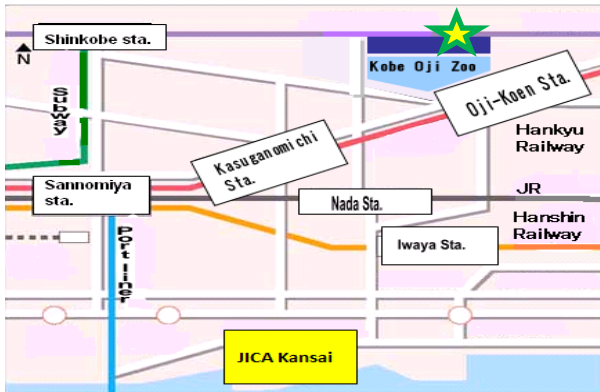 Shinkobe sta.
N
Kobe Oji Zoo
Subway
Oji-Koen Sta.
Hankyu
Railway
Kasuganomichi
Sta.
Sannomiya
sta.
JR
Nada Sta.
Hanshin
Railway
Iwaya Sta.
Port liner
JICA Kansai